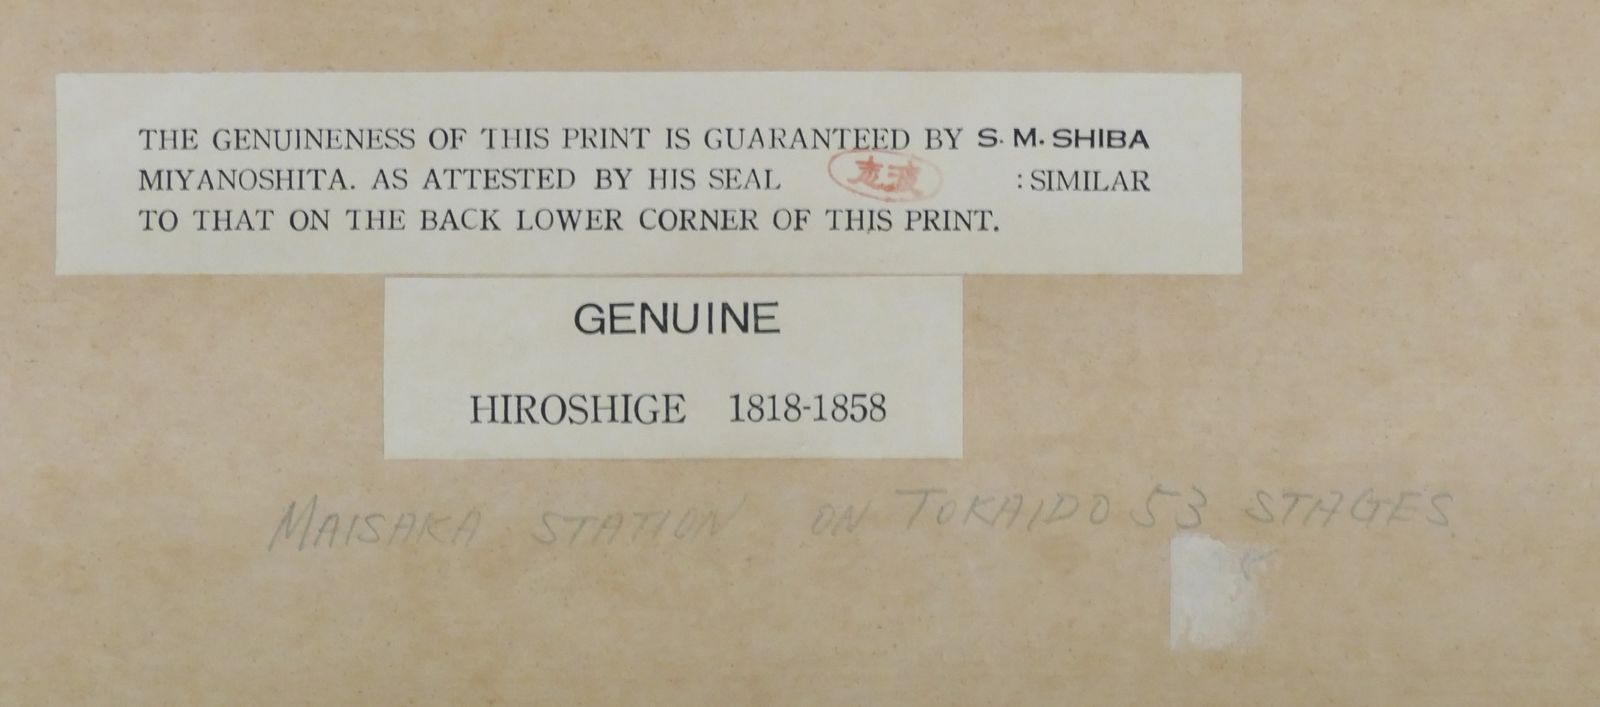 THE GENUINENESS OF THIS PRINT IS GUARANTEED BY S. M. SHIBA
MIYANOSHITA. AS ATTESTED BY HIS SEAL : SIMILAR
TO THAT ON THE BACK LOWER CORNER OF THIS PRINT.
GENUINE
HIROSHIGE 1818-1858
MAISAKA STATION ON TOKAIDO 53 STAGES